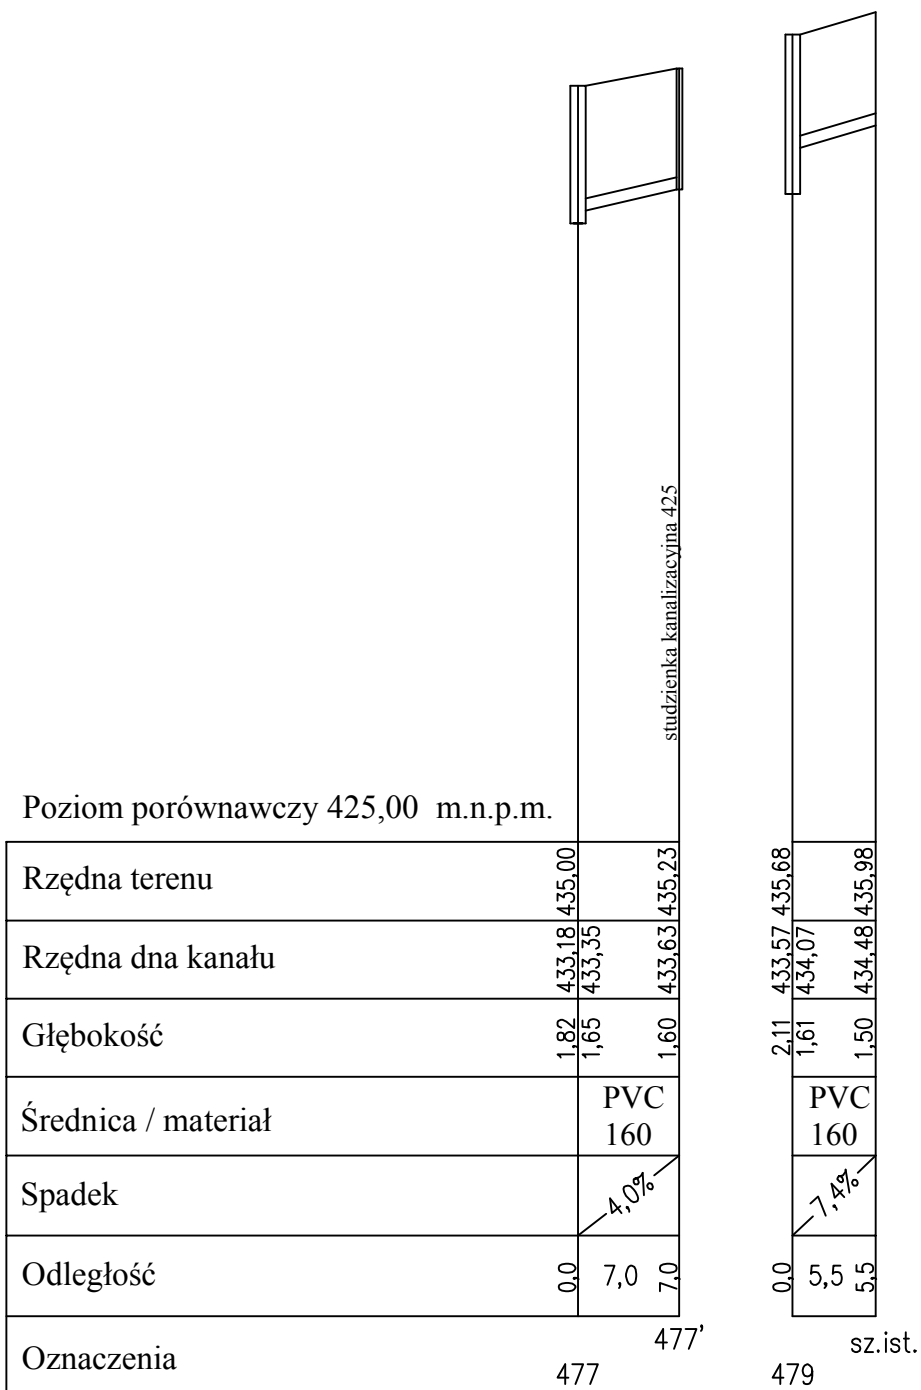 studzienka kanalizacyjna 425
Poziom porównawczy 425,00 m.n.p.m.
Rzędna terenu 435,00 435,23 435,68 435,98
Rzędna dna kanału 433,18 433,35 433,63 433,57 434,07 434,48
Głębokość 1,82 1,65 1,60 2,11 1,61 1,50
Średnica / materiał PVC 160 PVC 160
Spadek 4,0% 7,4%
Odległość 0,0 7,0 7,0 0,0 5,5 5,5
Oznaczenia 477 477' 479 sz.ist.